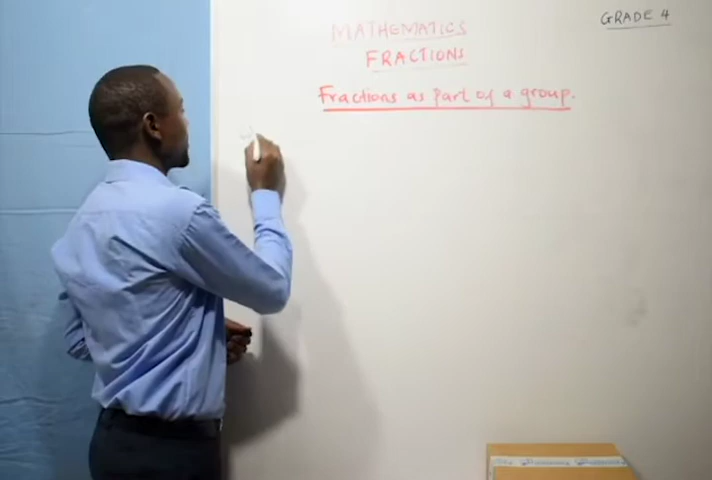 GRADE 4
MATHEMATICS
FRACTIONS
Fractions as part of a group.